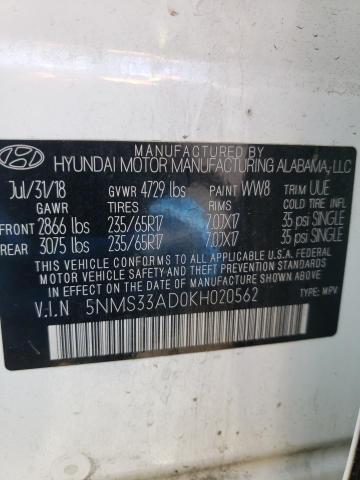 MANUFACTURED BY
HYUNDAI MOTOR MANUFACTURING ALABAMA, LLC
Jul/31/18 GVWR 4729 lbs PAINT WW8 TRIM UUE
GAWR TIRES RIMS COLD TIRE INFL
FRONT 2866 lbs 235/65R17 7.0JX17 35 psi SINGLE
REAR 3075 lbs 235/65R17 7.0JX17 35 psi SINGLE
THIS VEHICLE CONFORMS TO ALL APPLICABLE
U.S. FEDERAL MOTOR VEHICLE SAFETY STANDARDS
IN EFFECT ON THE DATE OF MANUFACTURE SHOWN ABOVE.
V.I.N 5NMS33AD0KH020562
TYPE: MPV